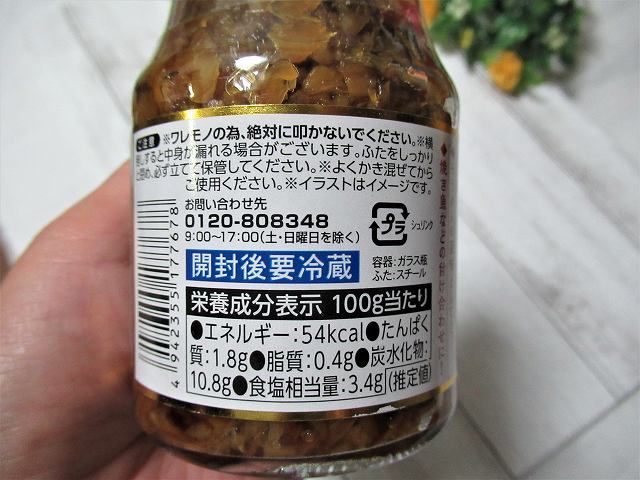 ご注意 ※ワレモノの為、絶対に叩かないでください。※横
倒しすると中身が漏れる場合がございます。ふたをしっかり
と閉め、必ず立てて保管してください。※よくかき混ぜてから
ご使用ください。※イラストはイメージです。
お問い合わせ先
0120-808348
9:00~17:00(土・日曜日を除く)
プラ
シュリンク
開封後要冷蔵
容器:ガラス瓶
ふた:スチール
栄養成分表示 100g当たり
●エネルギー:54kcal●たんぱく
質:1.8g●脂質:0.4g●炭水化物:
10.8g●食塩相当量:3.4g(推定値)
4 942355 177678
◆焼き魚などの付け合わせに!